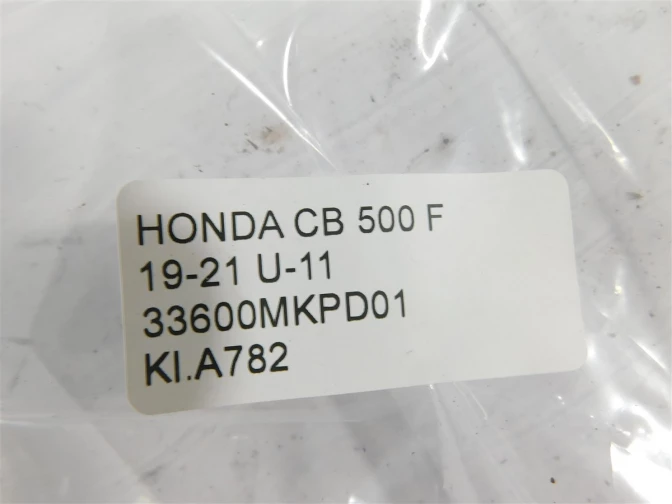 HONDA CB 500 F
19-21 U-11
33600MKPD01
KI.A782